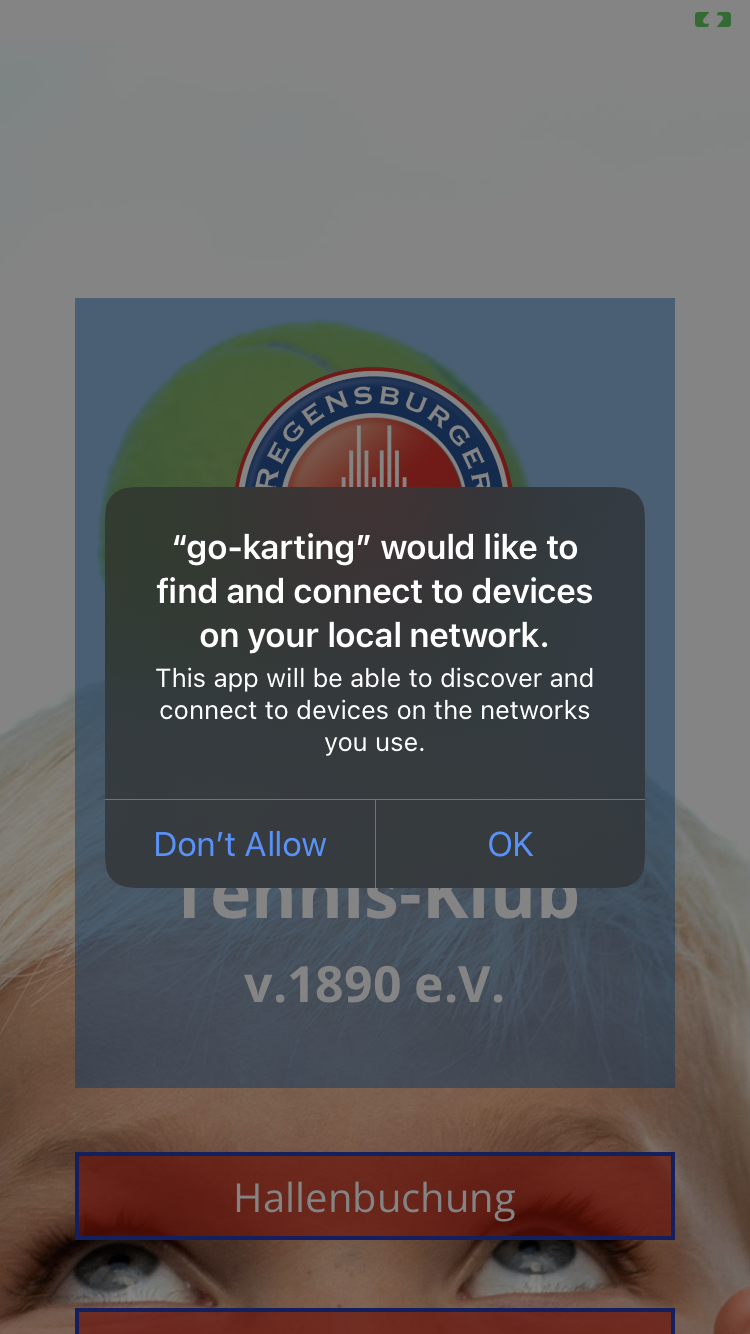 REGENSBURGER
“go-karting” would like to
find and connect to devices
on your local network.
This app will be able to discover and
connect to devices on the networks
you use.
Don’t Allow
OK
Tennis-Klub
v.1890 e.V.
Hallenbuchung